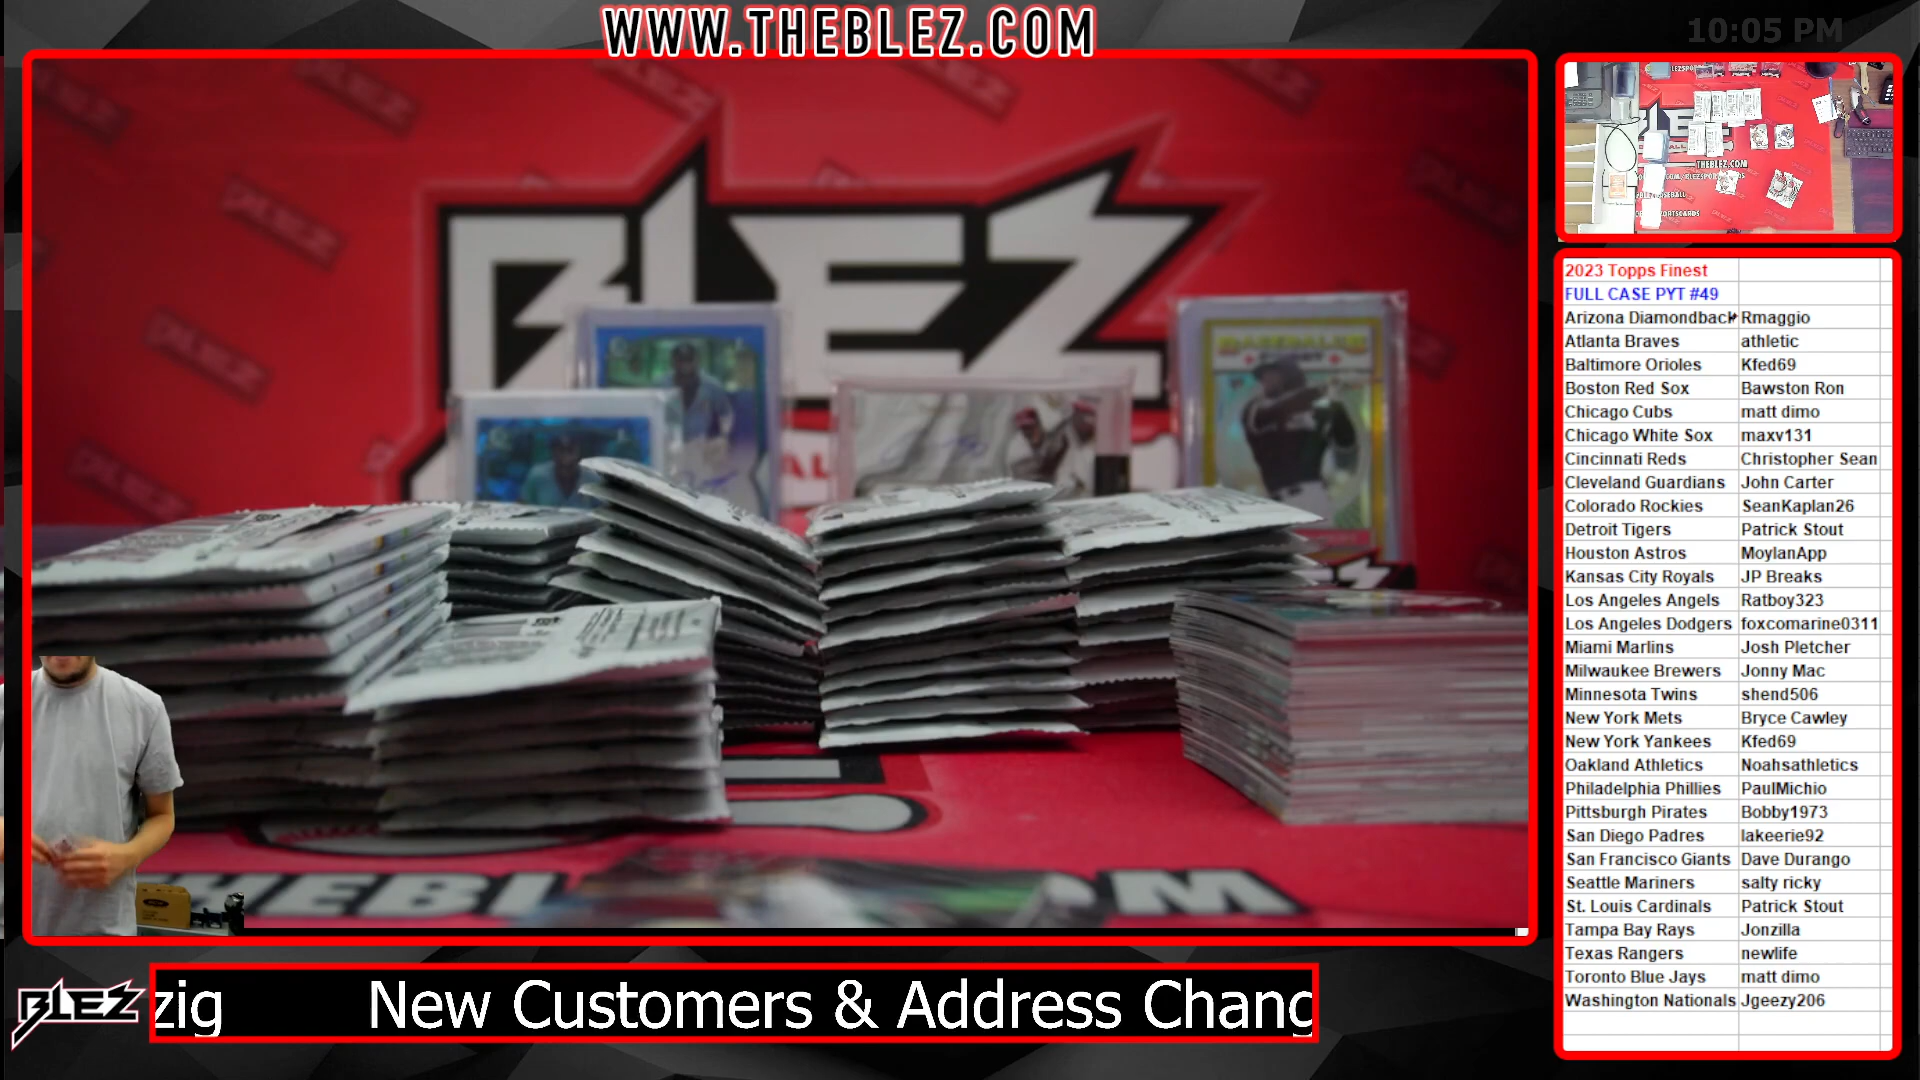 WWW.THEBLEZ.COM
10:05 PM
BLEZ
THEBLEZ.COM
2023 Topps Finest
FULL CASE PYT #49
Arizona Diamondback Rmaggio
Atlanta Braves athletic
Baltimore Orioles Kfed69
Boston Red Sox Bawston Ron
Chicago Cubs matt dimo
Chicago White Sox maxv131
Cincinnati Reds Christopher Sean
Cleveland Guardians John Carter
Colorado Rockies SeanKaplan26
Detroit Tigers Patrick Stout
Houston Astros MoylanApp
Kansas City Royals JP Breaks
Los Angeles Angels Ratboy323
Los Angeles Dodgers foxcomarine0311
Miami Marlins Josh Pletcher
Milwaukee Brewers Jonny Mac
Minnesota Twins shend506
New York Mets Bryce Cawley
New York Yankees Kfed69
Oakland Athletics Noahsathletics
Philadelphia Phillies PaulMichio
Pittsburgh Pirates Bobby1973
San Diego Padres lakeerie92
San Francisco Giants Dave Durango
Seattle Mariners salty ricky
St. Louis Cardinals Patrick Stout
Tampa Bay Rays Jonzilla
Texas Rangers newlife
Toronto Blue Jays matt dimo
Washington Nationals Jgeezy206
BLEZ
zig New Customers & Address Chang